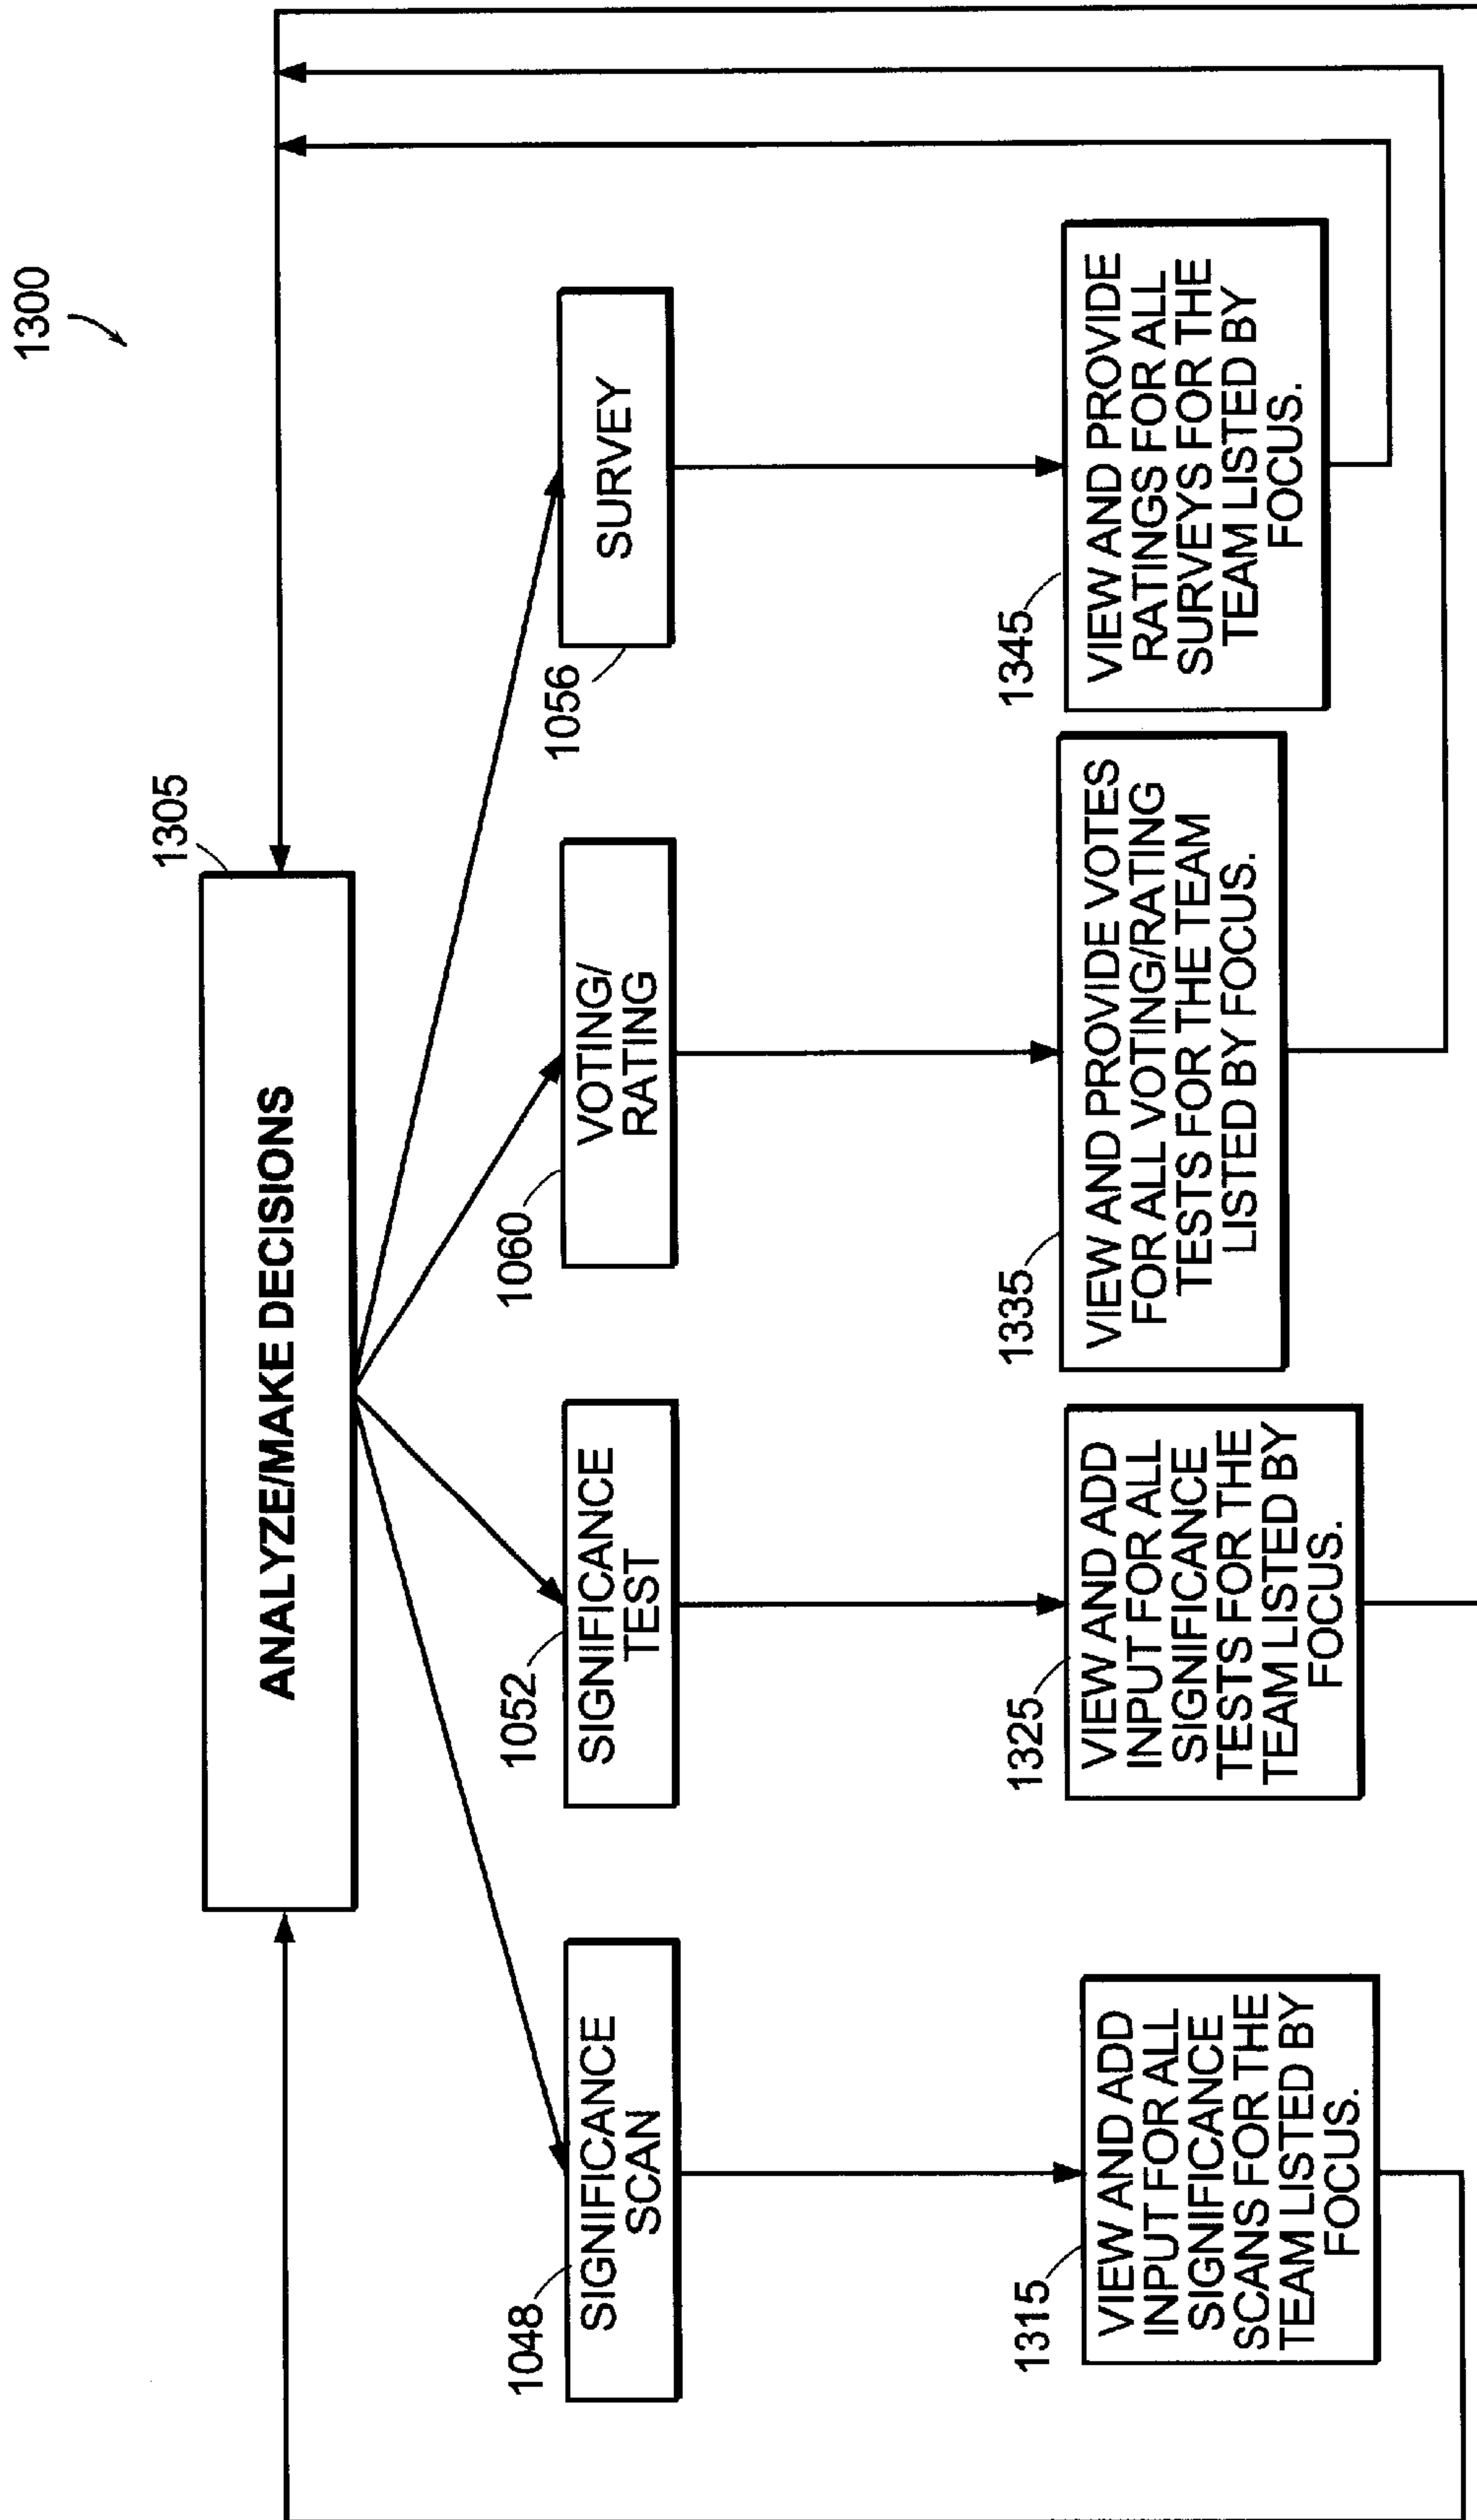 1300
1305
ANALYZE/MAKE DECISIONS
1048
SIGNIFICANCE
SCAN
1052
SIGNIFICANCE
TEST
1060
VOTING/
RATING
1056
SURVEY
1315
VIEW AND ADD
INPUT FOR ALL
SIGNIFICANCE
SCANS FOR THE
TEAM LISTED BY
FOCUS.
1325
VIEW AND ADD
INPUT FOR ALL
SIGNIFICANCE
TESTS FOR THE
TEAM LISTED BY
FOCUS.
1335
VIEW AND PROVIDE VOTES
FOR ALL VOTING/RATING
TESTS FOR THE TEAM
LISTED BY FOCUS.
1345
VIEW AND PROVIDE
RATINGS FOR ALL
SURVEYS FOR THE
TEAM LISTED BY
FOCUS.